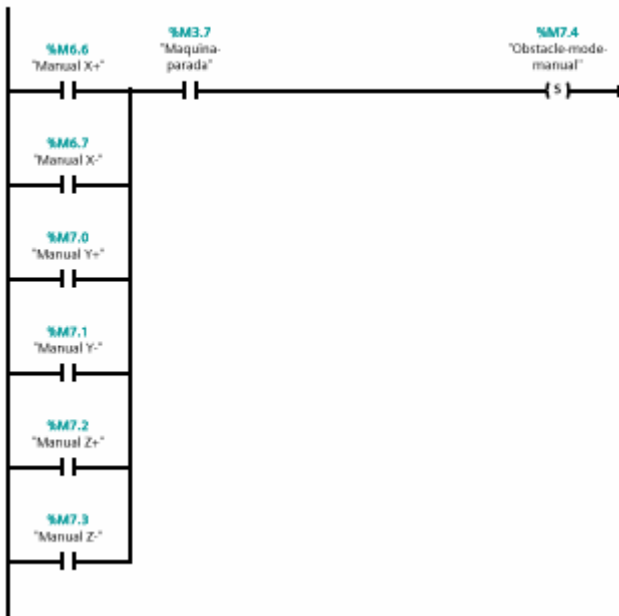 %M6.6
"Manual X+"
%M3.7
"Maquina-
parada"
%M7.4
"Obstacle-mode-
manual"
S
%M6.7
"Manual X-"
%M7.0
"Manual Y+"
%M7.1
"Manual Y-"
%M7.2
"Manual Z+"
%M7.3
"Manual Z-"